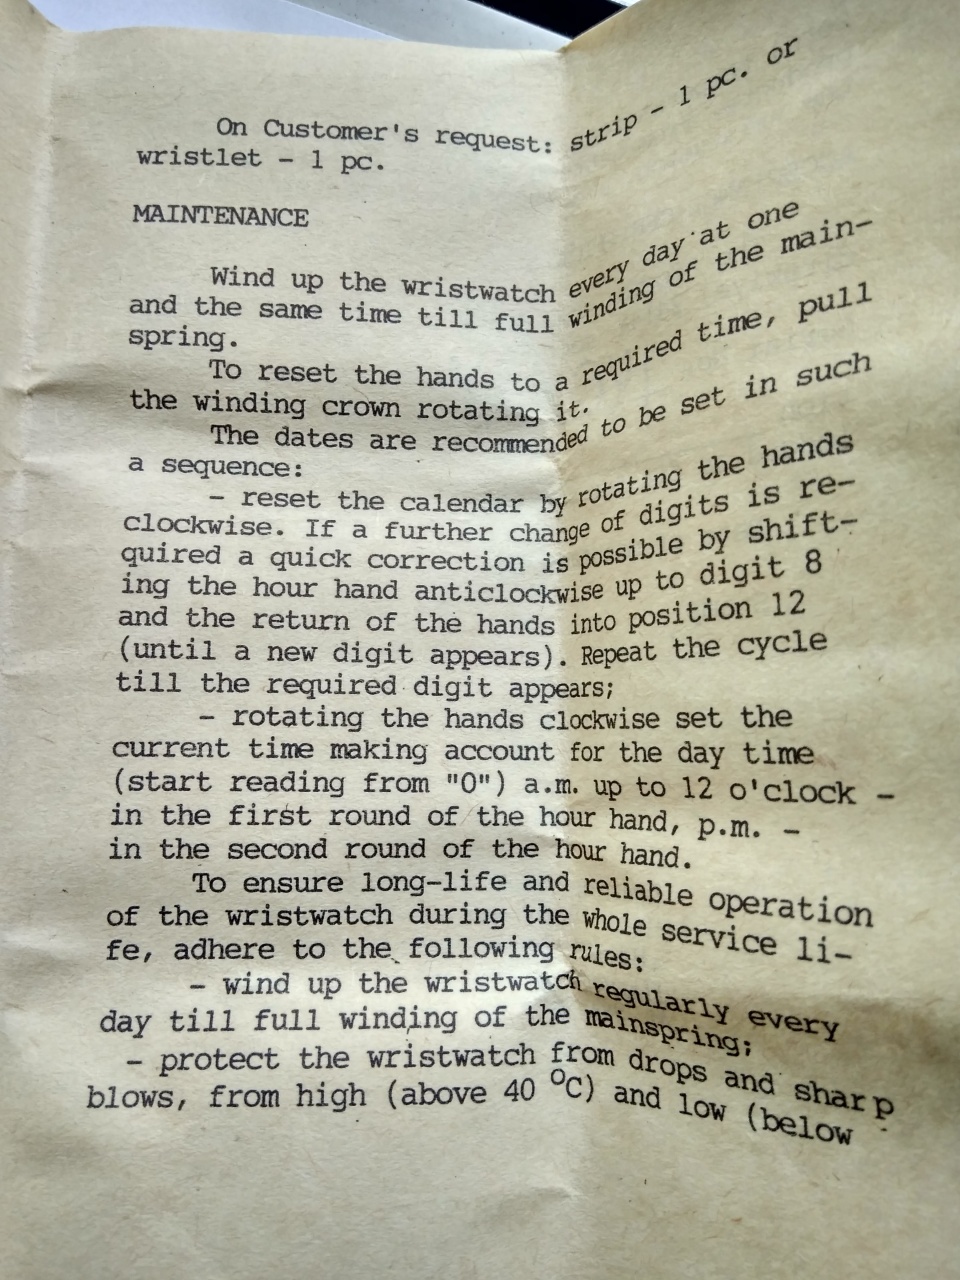 On Customer's request: strip - 1 pc. or
wristlet - 1 pc.
MAINTENANCE
Wind up the wristwatch every day at one
and the same time till full winding of the main-
spring.
To reset the hands to a required time, pull
the winding crown rotating it.
The dates are recommended to be set in such
a sequence:
- reset the calendar by rotating the hands
clockwise. If a further change of digits is re-
quired a quick correction is possible by shift-
ing the hour hand anticlockwise up to digit 8
and the return of the hands into position 12
(until a new digit appears). Repeat the cycle
till the required digit appears;
- rotating the hands clockwise set the
current time making account for the day time
(start reading from "0") a.m. up to 12 o'clock -
in the first round of the hour hand, p.m. -
in the second round of the hour hand.
To ensure long-life and reliable operation
of the wristwatch during the whole service li-
fe, adhere to the following rules:
- wind up the wristwatch regularly every
day till full winding of the mainspring;
- protect the wristwatch from drops and sharp
blows, from high (above 40 °C) and low (below